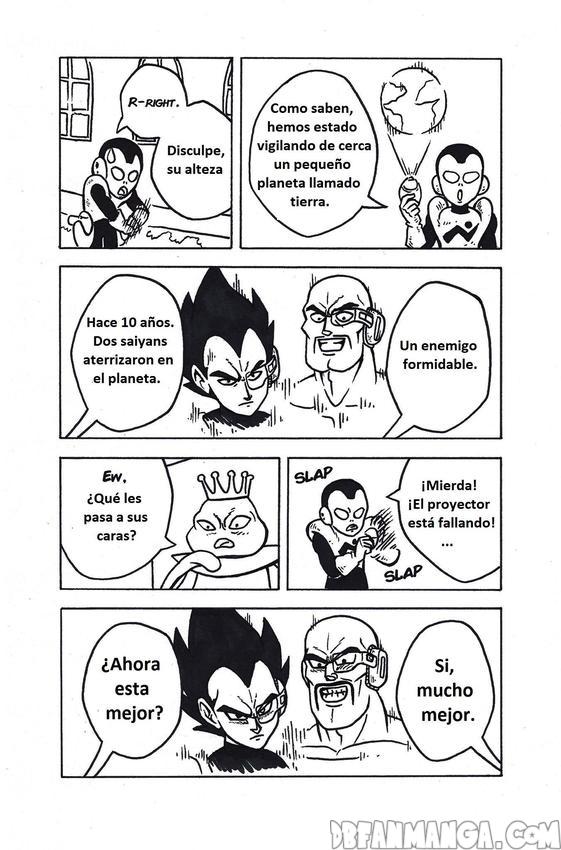 R-RIGHT.
Disculpe,
su alteza
Como saben,
hemos estado
vigilando de cerca
un pequeño
planeta llamado
tierra.
Hace 10 años.
Dos saiyans
aterrizaron en
el planeta.
Un enemigo
formidable.
EW.
¿Qué les
pasa a sus
caras?
SLAP
¡Mierda!
¡El proyector
está fallando!
...
SLAP
¿Ahora
esta
mejor?
Si,
mucho
mejor.
DBFANMANGA.COM